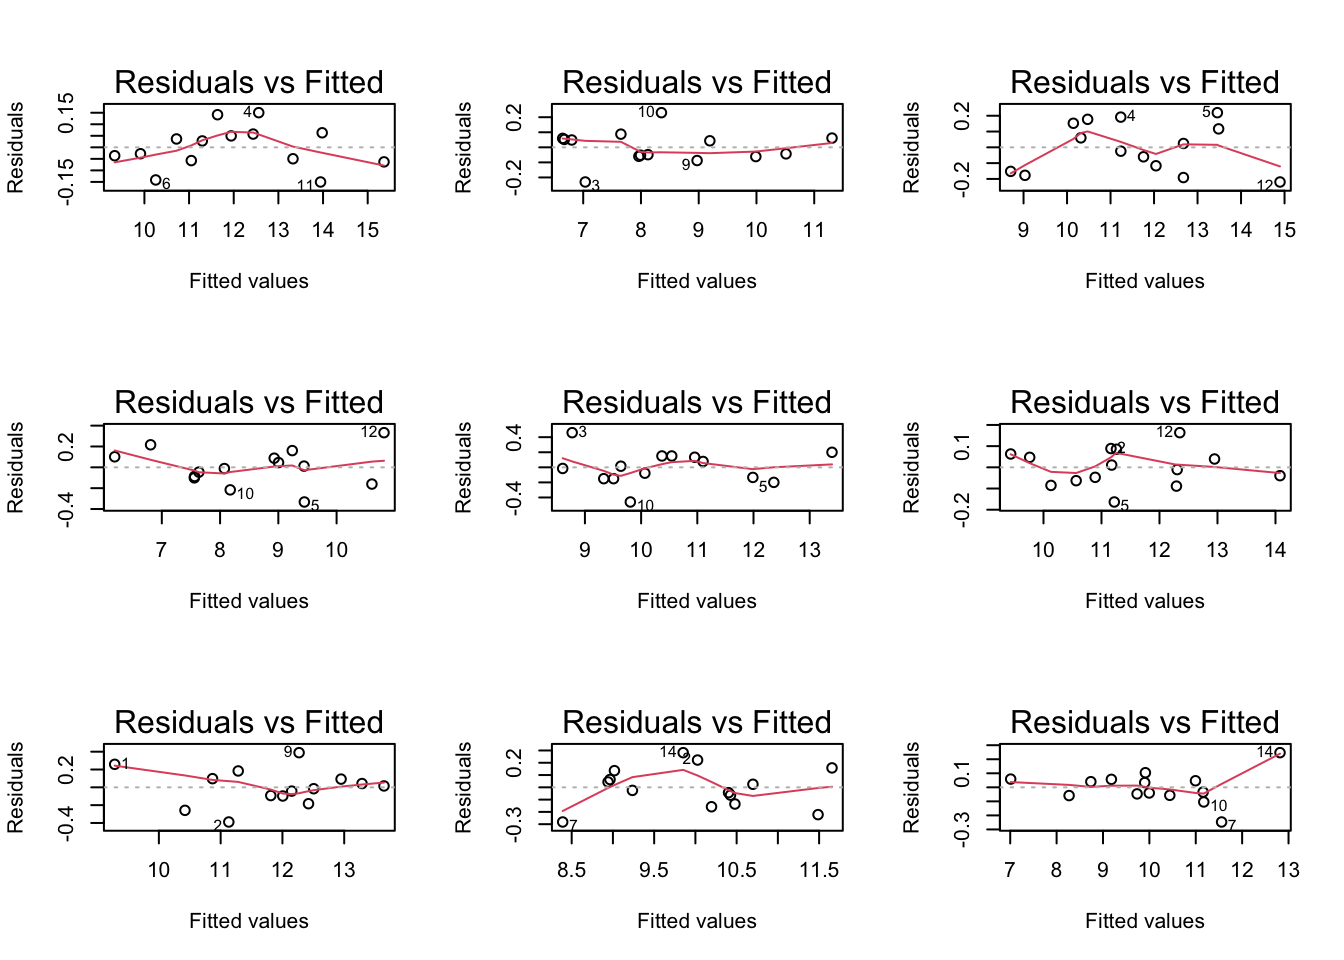 Residuals vs Fitted
Residuals
0.15
-0.15
4
6
11
10 11 12 13 14 15
Fitted values
Residuals vs Fitted
Residuals
0.2
-0.2
10
9
3
7 8 9 10 11
Fitted values
Residuals vs Fitted
Residuals
0.2
-0.2
4
5
12
9 10 11 12 13 14 15
Fitted values
Residuals vs Fitted
Residuals
0.2
-0.4
12
10
5
7 8 9 10
Fitted values
Residuals vs Fitted
Residuals
0.4
-0.4
3
5
10
9 10 11 12 13
Fitted values
Residuals vs Fitted
Residuals
0.1
-0.2
12
2
5
10 11 12 13 14
Fitted values
Residuals vs Fitted
Residuals
0.2
-0.4
9
1
2
10 11 12 13
Fitted values
Residuals vs Fitted
Residuals
0.2
-0.3
14
2
7
8.5 9.5 10.5 11.5
Fitted values
Residuals vs Fitted
Residuals
0.1
-0.3
14
10
7
7 8 9 10 11 12 13
Fitted values